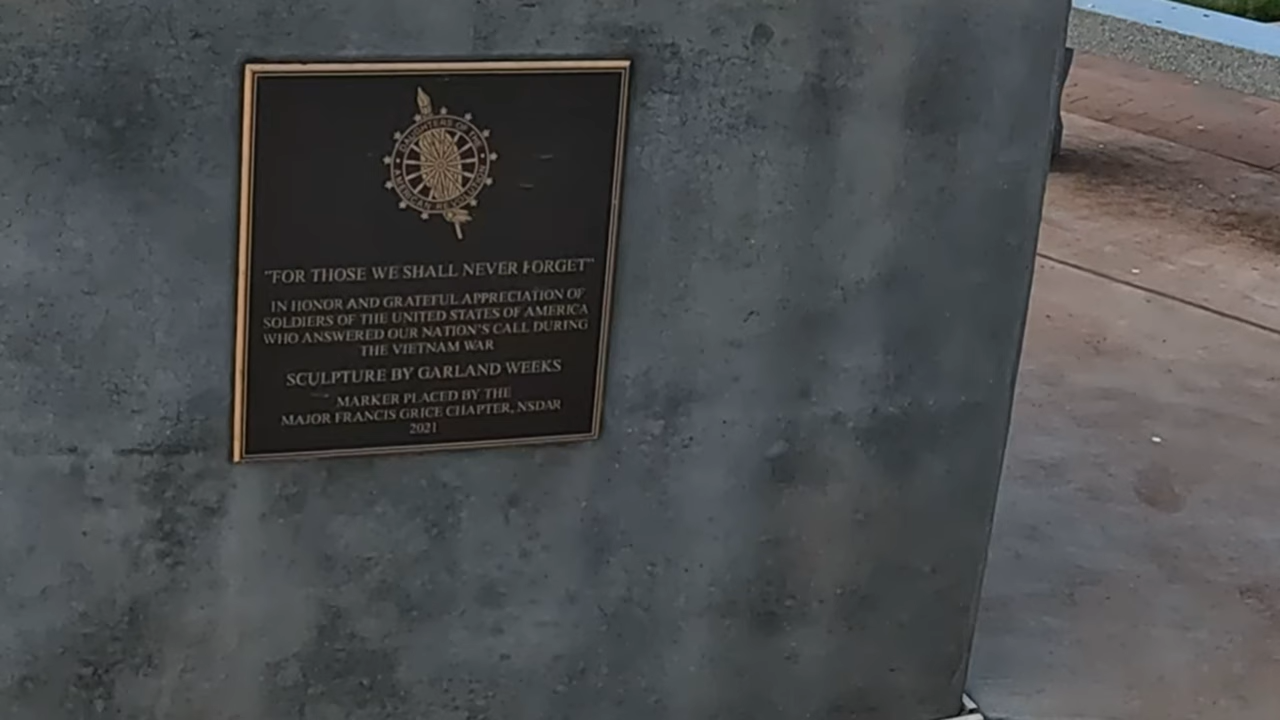 DAUGHTERS OF THE
AMERICAN REVOLUTION
"FOR THOSE WE SHALL NEVER FORGET"
IN HONOR AND GRATEFUL APPRECIATION OF
SOLDIERS OF THE UNITED STATES OF AMERICA
WHO ANSWERED OUR NATION'S CALL DURING
THE VIETNAM WAR
SCULPTURE BY GARLAND WEEKS
MARKER PLACED BY THE
MAJOR FRANCIS GRICE CHAPTER, NSDAR
2021